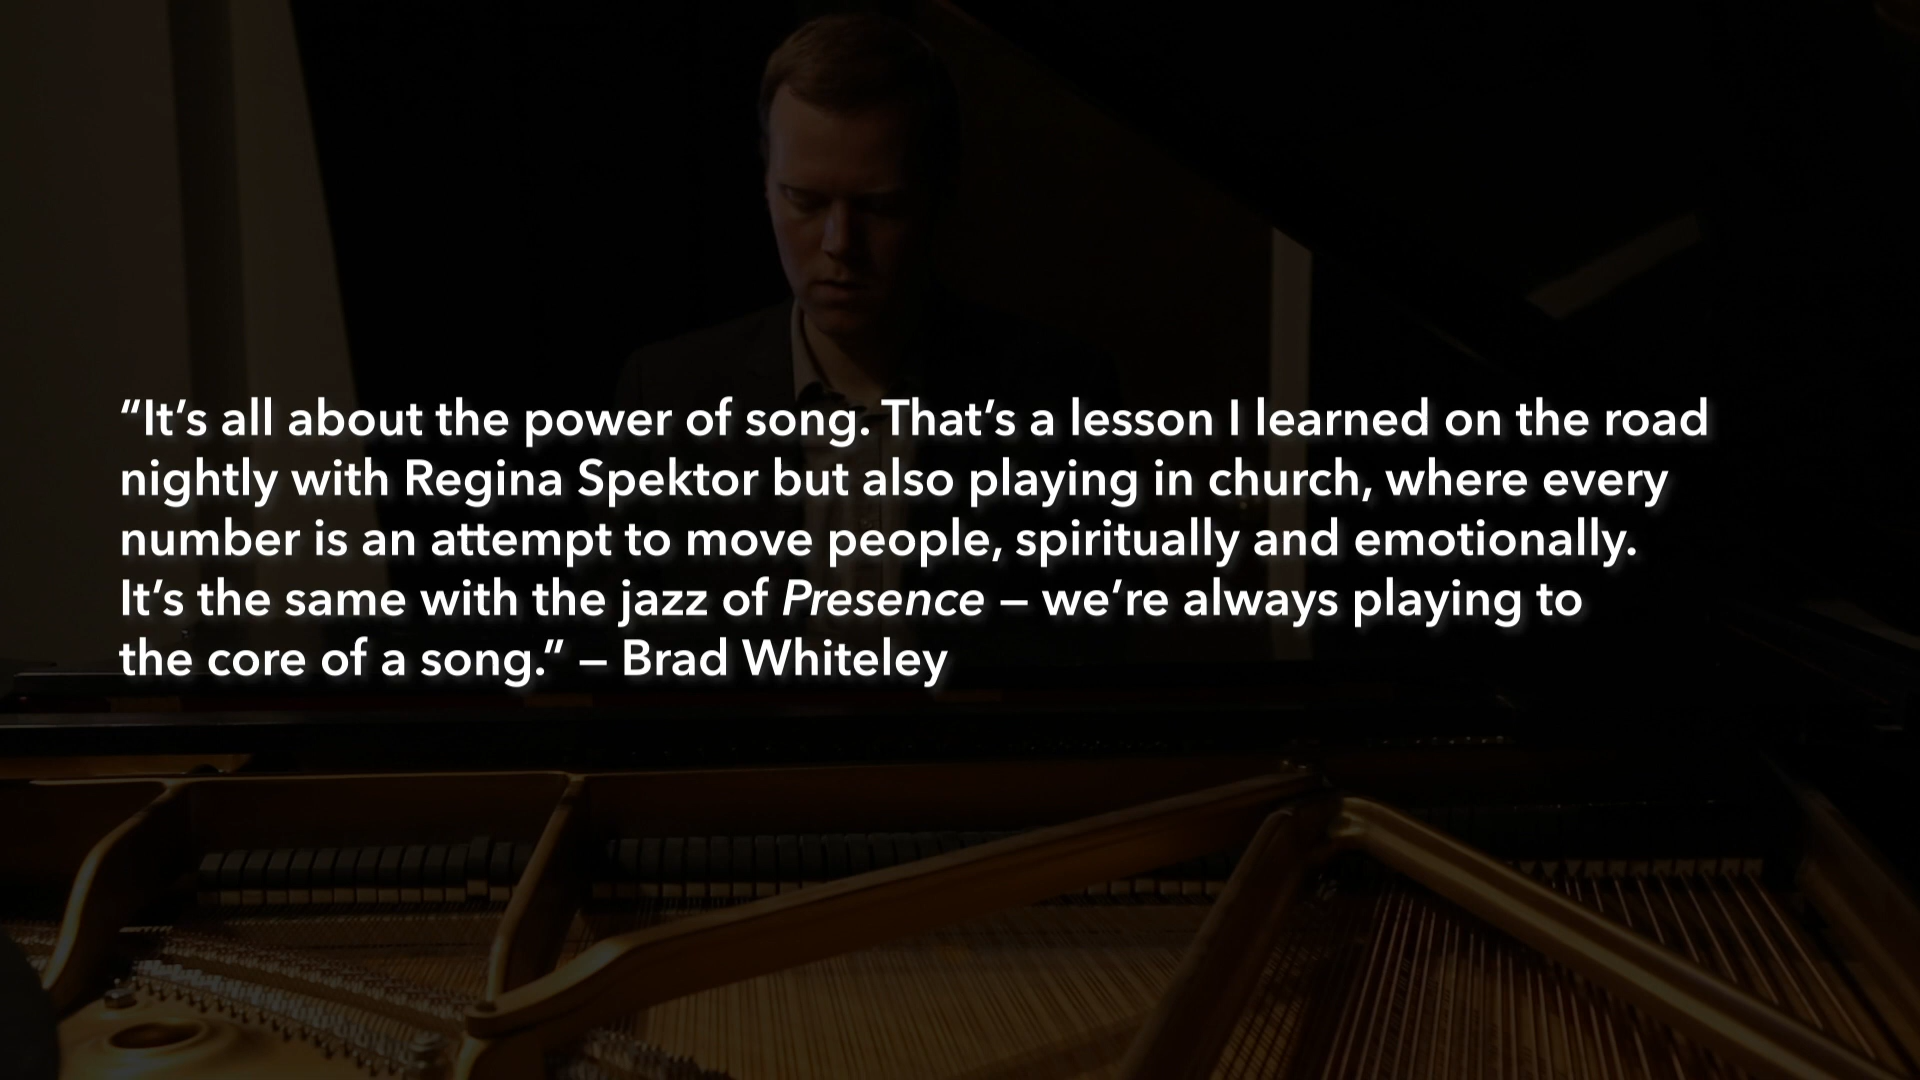 “It’s all about the power of song. That’s a lesson I learned on the road
nightly with Regina Spektor but also playing in church, where every
number is an attempt to move people, spiritually and emotionally.
It’s the same with the jazz of Presence – we’re always playing to
the core of a song.” – Brad Whiteley